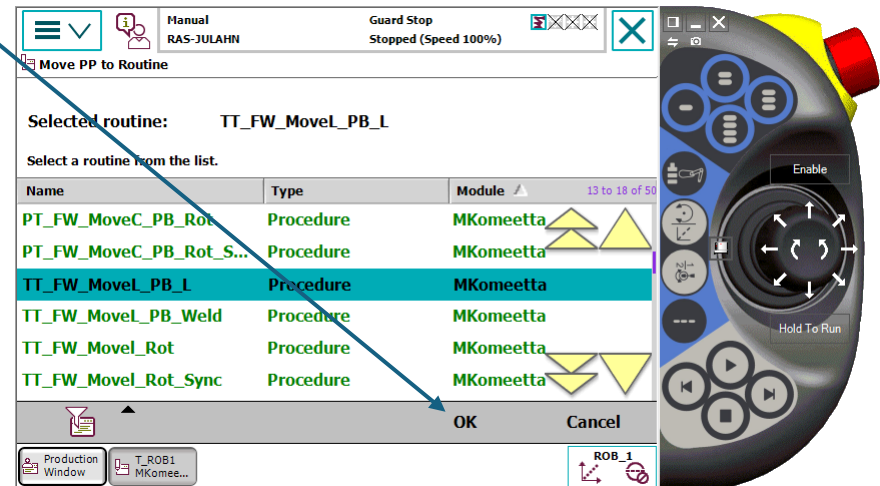 Manual
RAS-JULAHN
Guard Stop
Stopped (Speed 100%)
Move PP to Routine
Selected routine: TT_FW_MoveL_PB_L
Select a routine from the list.
Name Type Module 13 to 18 of 50
PT_FW_MoveC_PB_Rot Procedure MKomeetta
PT_FW_MoveC_PB_Rot_S... Procedure MKomeetta
TT_FW_MoveL_PB_L Procedure MKomeetta
TT_FW_MoveL_PB_Weld Procedure MKomeetta
TT_FW_Movel_Rot Procedure MKomeetta
TT_FW_Movel_Rot_Sync Procedure MKomeetta
OK Cancel
Production
Window
T_ROB1
MKomee...
ROB_1
Enable
Hold To Run